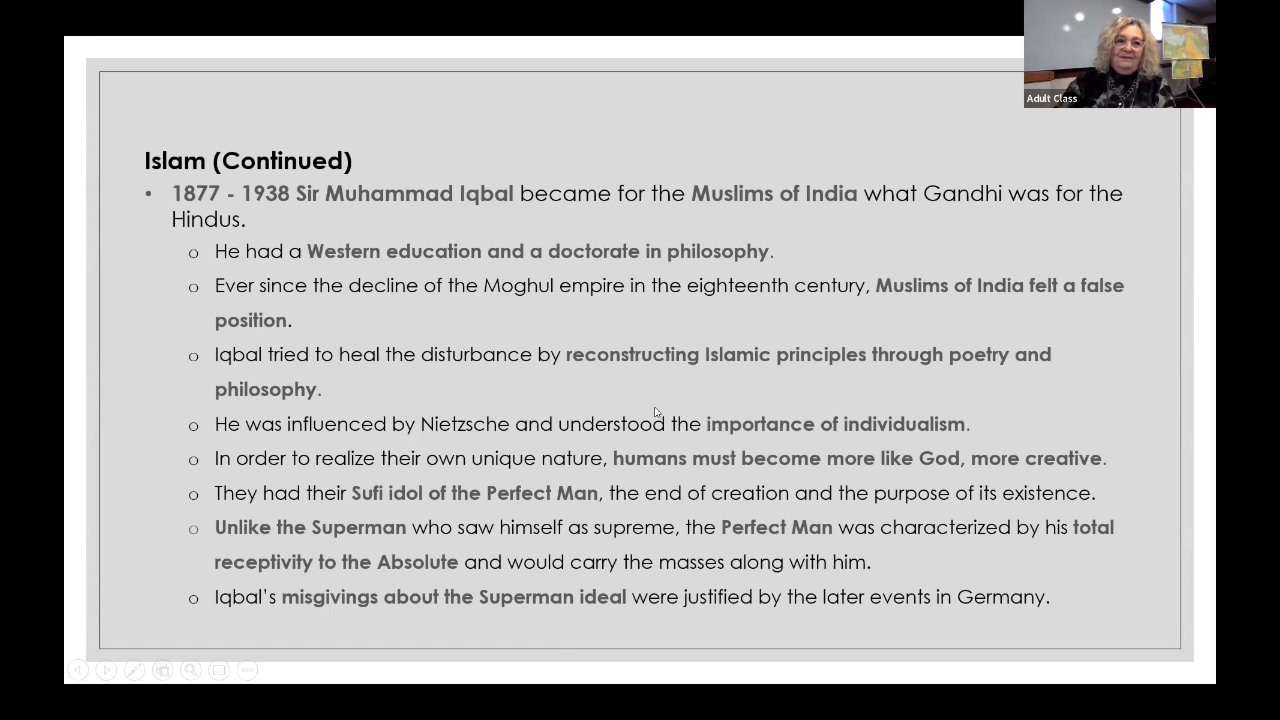 Adult Class
Islam (Continued)
• 1877 - 1938 Sir Muhammad Iqbal became for the Muslims of India what Gandhi was for the
Hindus.
o He had a Western education and a doctorate in philosophy.
o Ever since the decline of the Moghul empire in the eighteenth century, Muslims of India felt a false
position.
o Iqbal tried to heal the disturbance by reconstructing Islamic principles through poetry and
philosophy.
o He was influenced by Nietzsche and understood the importance of individualism.
o In order to realize their own unique nature, humans must become more like God, more creative.
o They had their Sufi idol of the Perfect Man, the end of creation and the purpose of its existence.
o Unlike the Superman who saw himself as supreme, the Perfect Man was characterized by his total
receptivity to the Absolute and would carry the masses along with him.
o Iqbal's misgivings about the Superman ideal were justified by the later events in Germany.